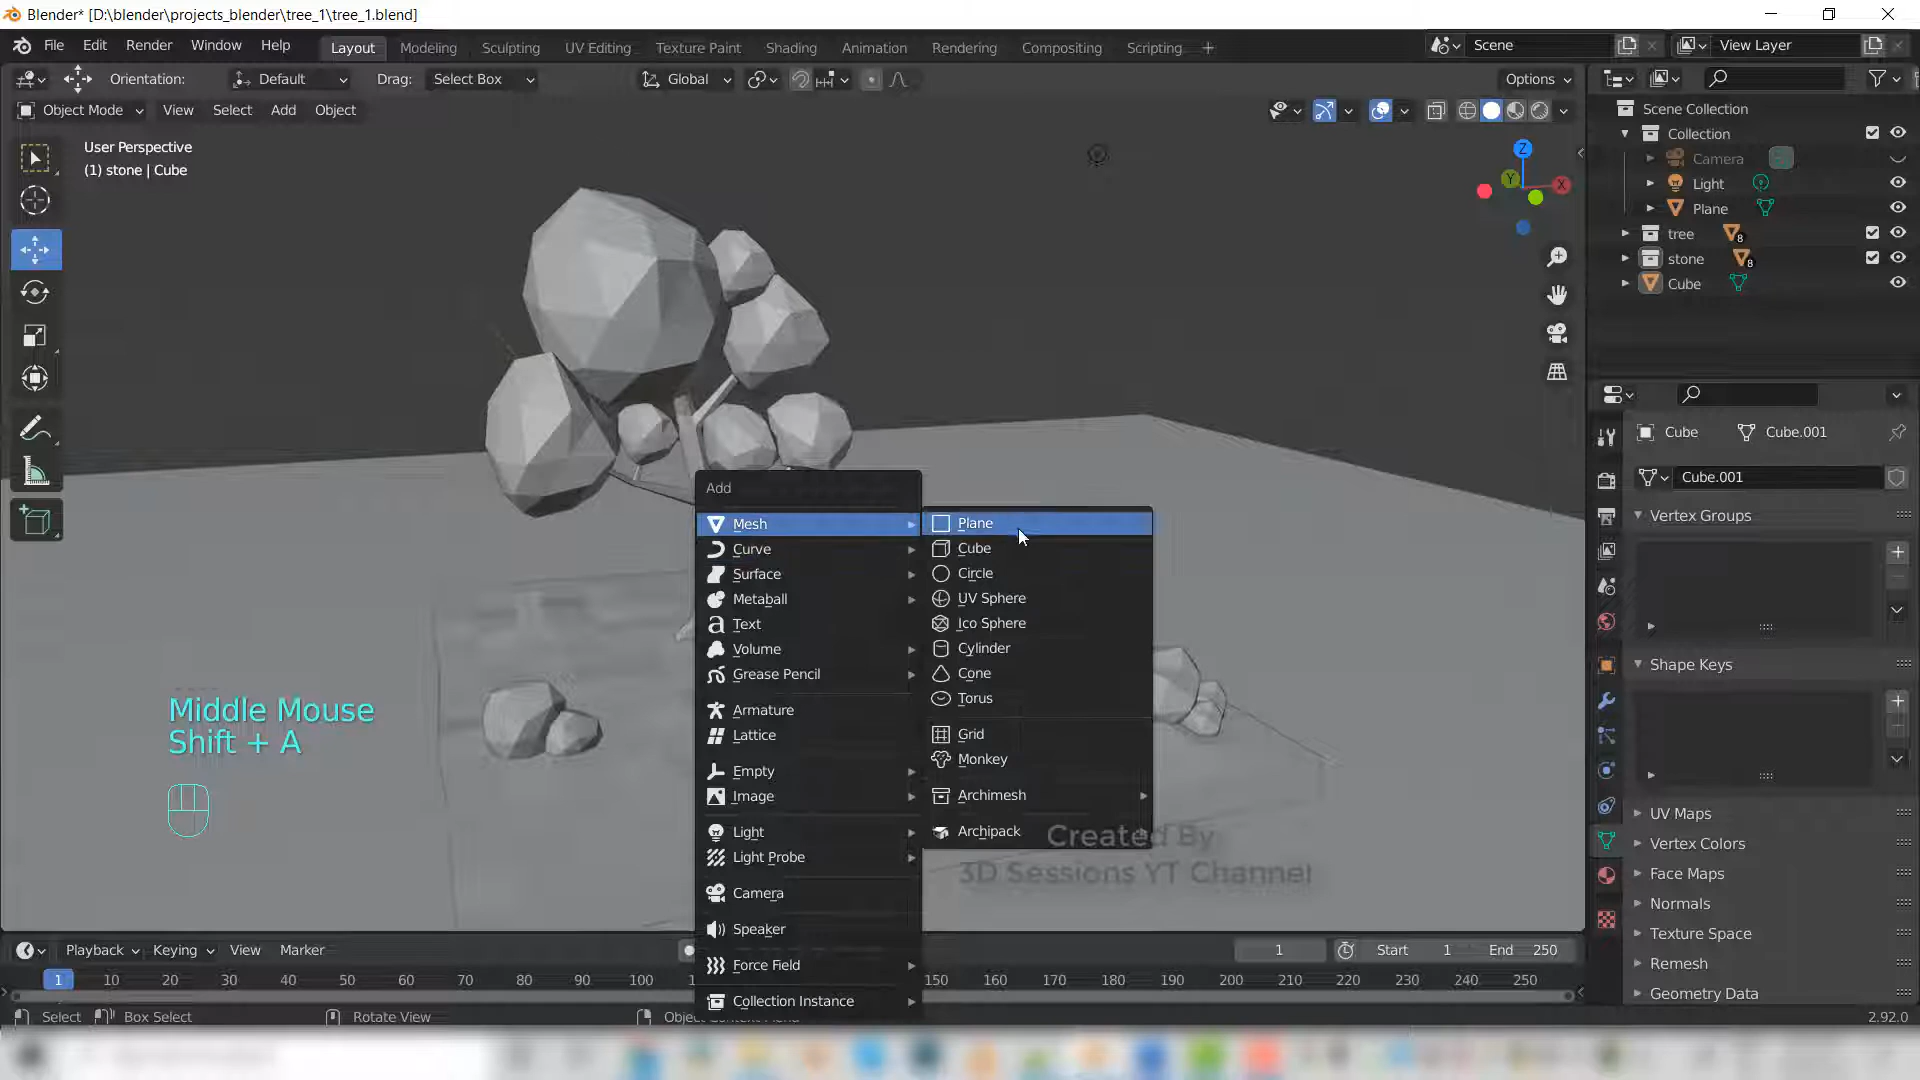 Blender* [D:\blender\projects_blender\tree_1\tree_1.blend]
File Edit Render Window Help Layout Modeling Sculpting UV Editing Texture Paint Shading Animation Rendering Compositing Scripting Scene View Layer
Orientation: Default Drag: Select Box Global Options
Object Mode View Select Add Object
User Perspective
(1) stone | Cube
Z
Y
X
Scene Collection
Collection
Camera
Light
Plane
tree 8
stone 8
Cube
Cube Cube.001
Cube.001
Vertex Groups
Shape Keys
UV Maps
Vertex Colors
Face Maps
Normals
Texture Space
Remesh
Geometry Data
Add
Mesh
Curve
Surface
Metaball
Text
Volume
Grease Pencil
Armature
Lattice
Empty
Image
Light
Light Probe
Camera
Speaker
Force Field
Collection Instance
Plane
Cube
Circle
UV Sphere
Ico Sphere
Cylinder
Cone
Torus
Grid
Monkey
Archimesh
Archipack
Middle Mouse
Shift + A
Created By
3D Sessions YT Channel
Playback Keying View Marker 1 Start 1 End 250
1 10 20 30 40 50 60 70 80 90 100 150 160 170 180 190 200 210 220 230 240 250
Select Box Select Rotate View 2.92.0